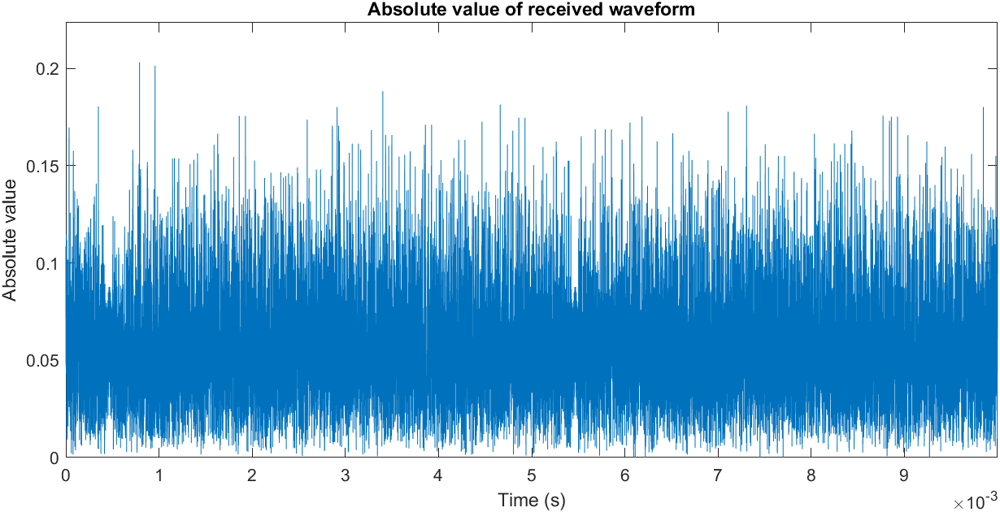 Absolute value of received waveform
Absolute value
0.2
0.15
0.1
0.05
0
0 1 2 3 4 5 6 7 8 9
×10-3
Time (s)